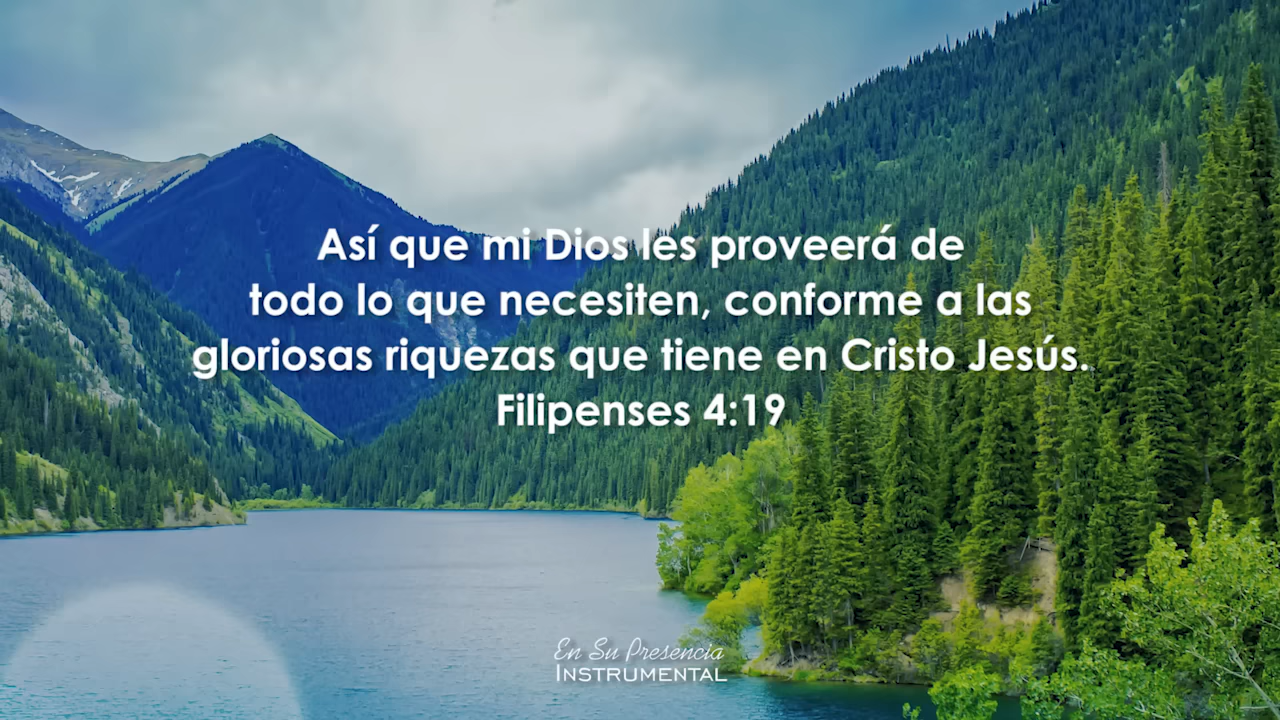 Así que mi Dios les proveerá de
todo lo que necesiten, conforme a las
gloriosas riquezas que tiene en Cristo Jesús.
Filipenses 4:19
En Su Presencia
INSTRUMENTAL